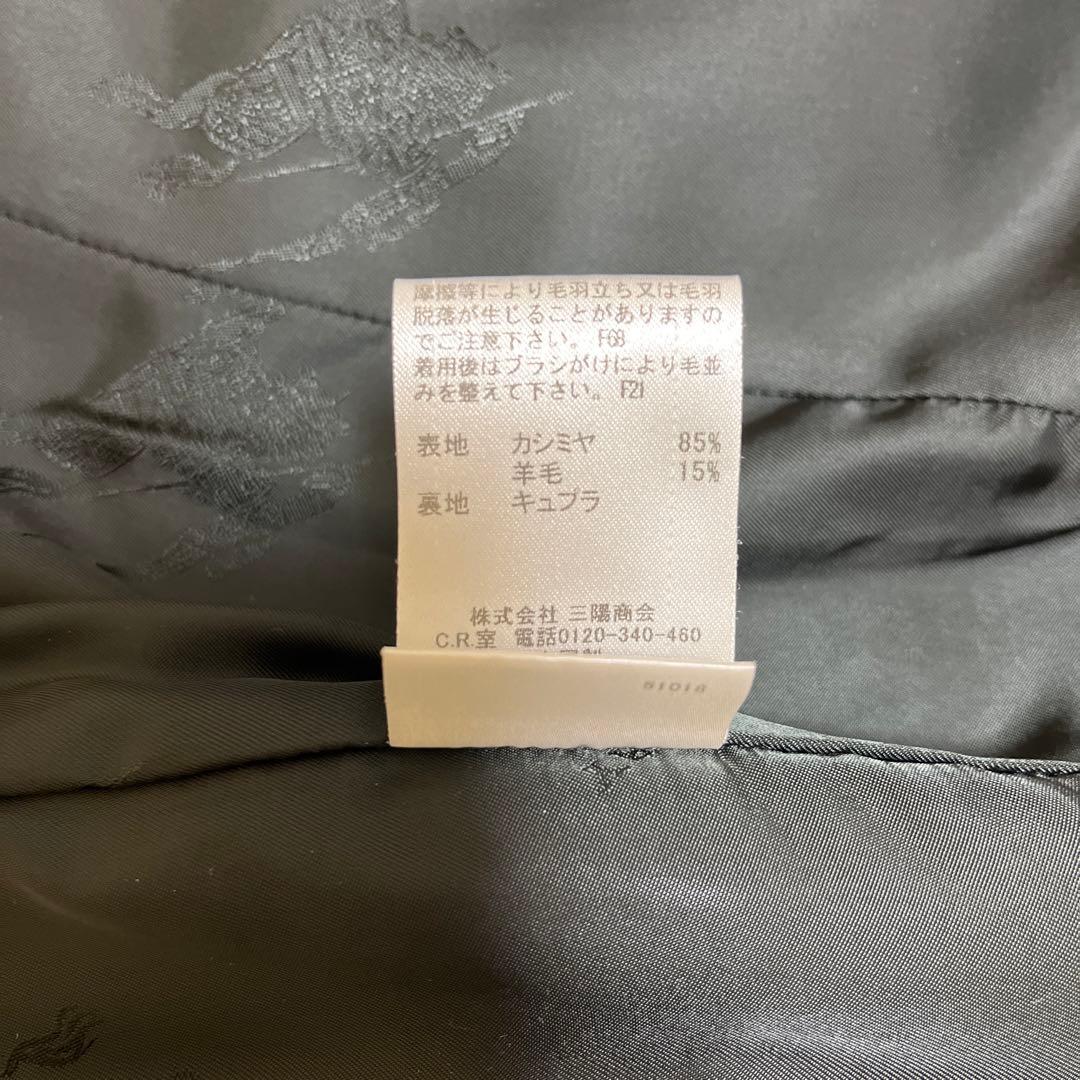 摩擦等により毛羽立ち又は毛羽
脱落が生じることがありますの
でご注意下さい。 F68
着用後はブラシがけにより毛並
みを整えて下さい。 F21
表地 カシミヤ 85%
羊毛 15%
裏地 キュプラ
株式会社 三陽商会
C.R.室 電話0120-340-460
51018